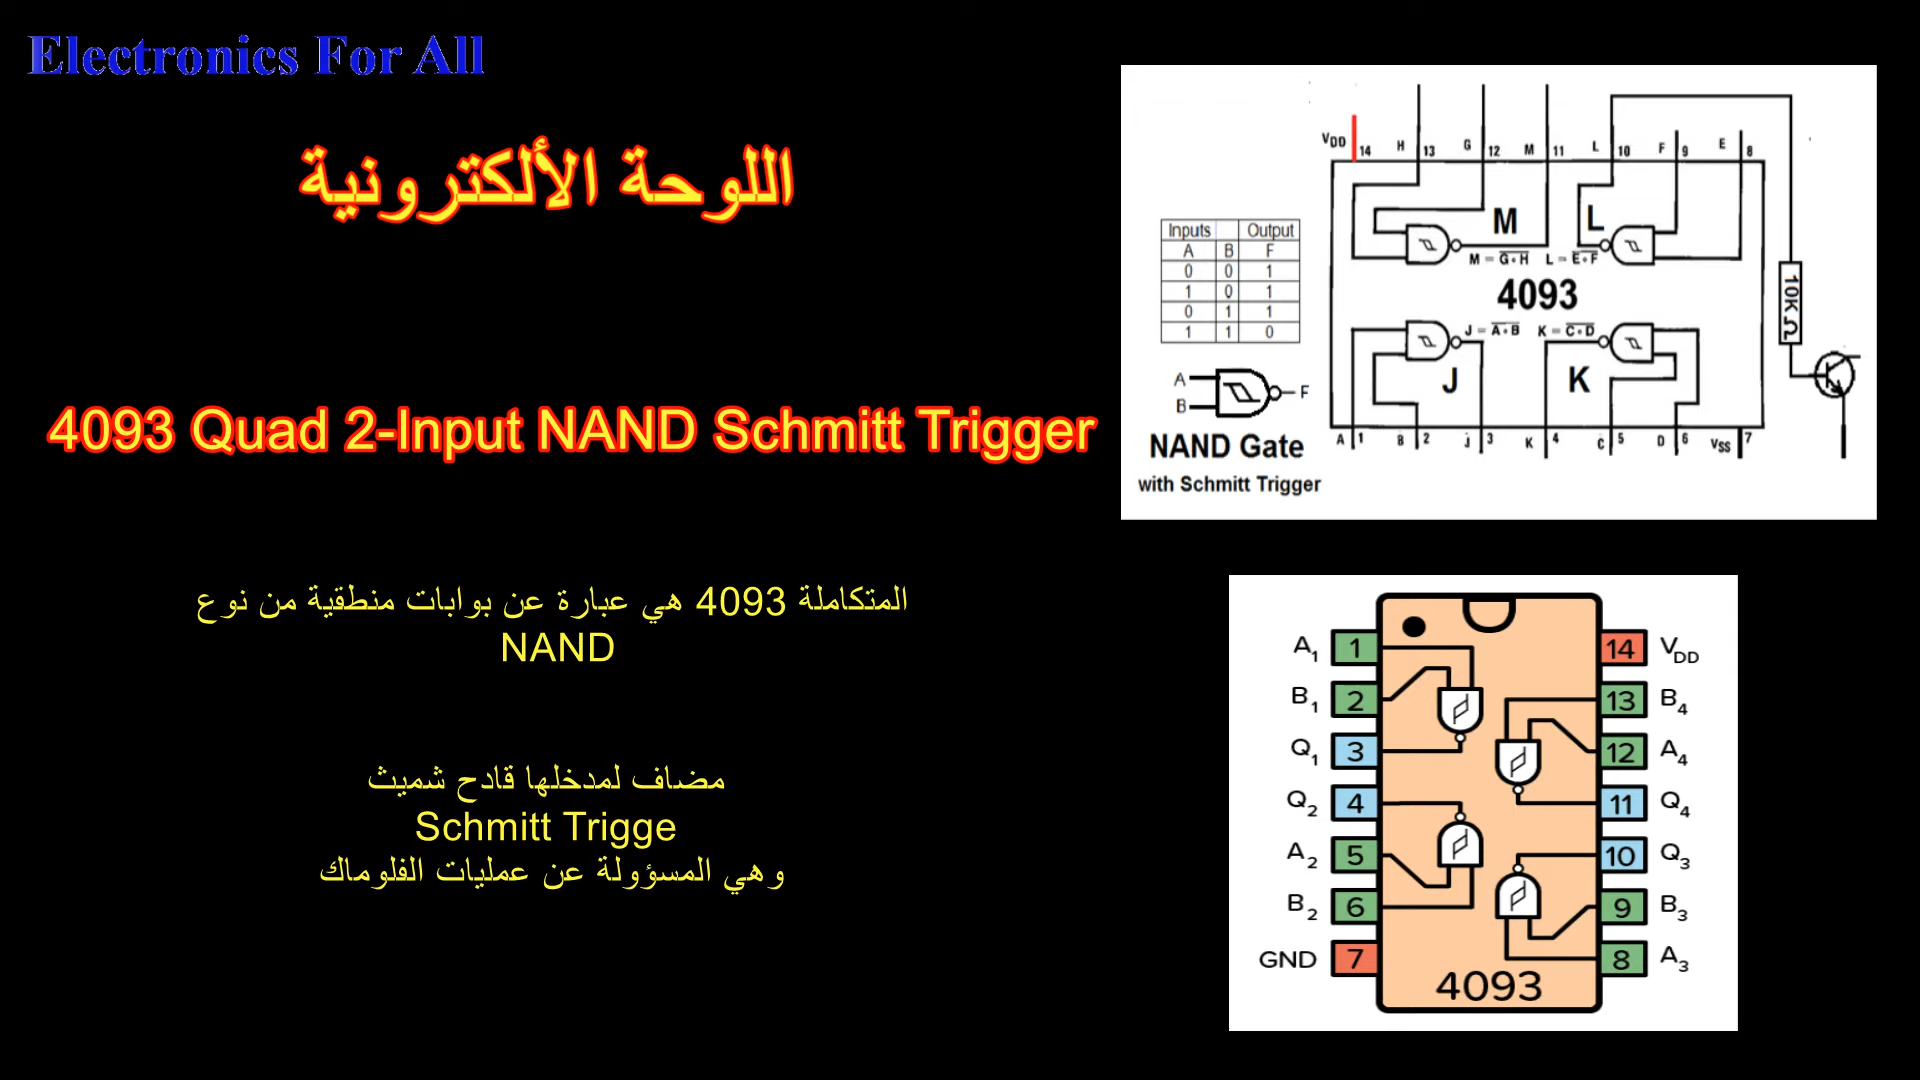 Electronics For All
اللوحة الألكترونية
4093 Quad 2-Input NAND Schmitt Trigger
المتكاملة 4093 هي عبارة عن بوابات منطقية من نوع
NAND
مضاف لمدخلها قادح شميث
Schmitt Trigge
وهي المسؤولة عن عمليات الفلوماك
VDD 14 H 13 G 12 M 11 L 10 F 9 E 8
M L
M = G•H L = E•F
4093
J = A•B K = C•D
J K
A 1 B 2 J 3 K 4 C 5 D 6 VSS 7
10KΩ
Inputs Output
A B F
0 0 1
1 0 1
0 1 1
1 1 0
A
B
F
NAND Gate
with Schmitt Trigger
A1 1 14 VDD
B1 2 13 B4
Q1 3 12 A4
Q2 4 11 Q4
A2 5 10 Q3
B2 6 9 B3
GND 7 8 A3
4093